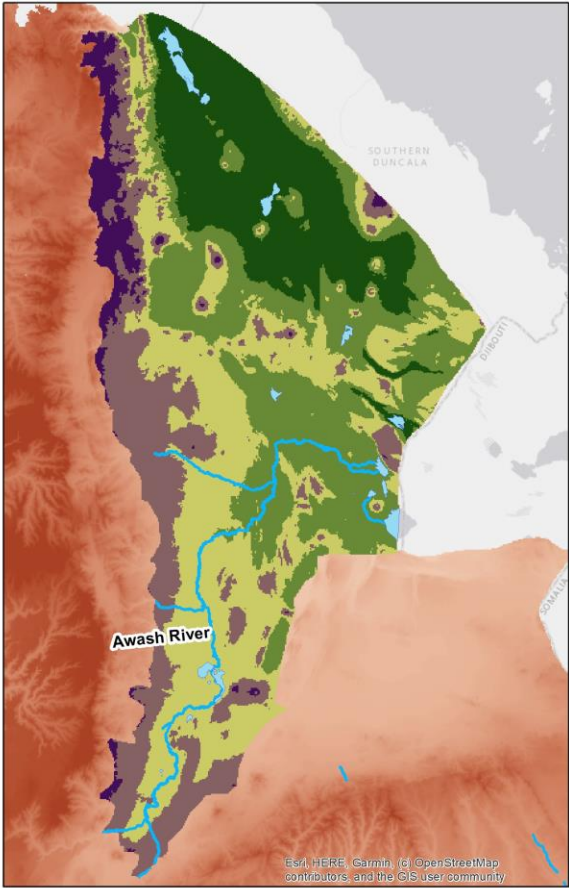 SOUTHERN
DUNCALA
DJIBOUTI
SOMALIA
Awash River
Esri, HERE, Garmin, (c) OpenStreetMap
contributors, and the GIS user community